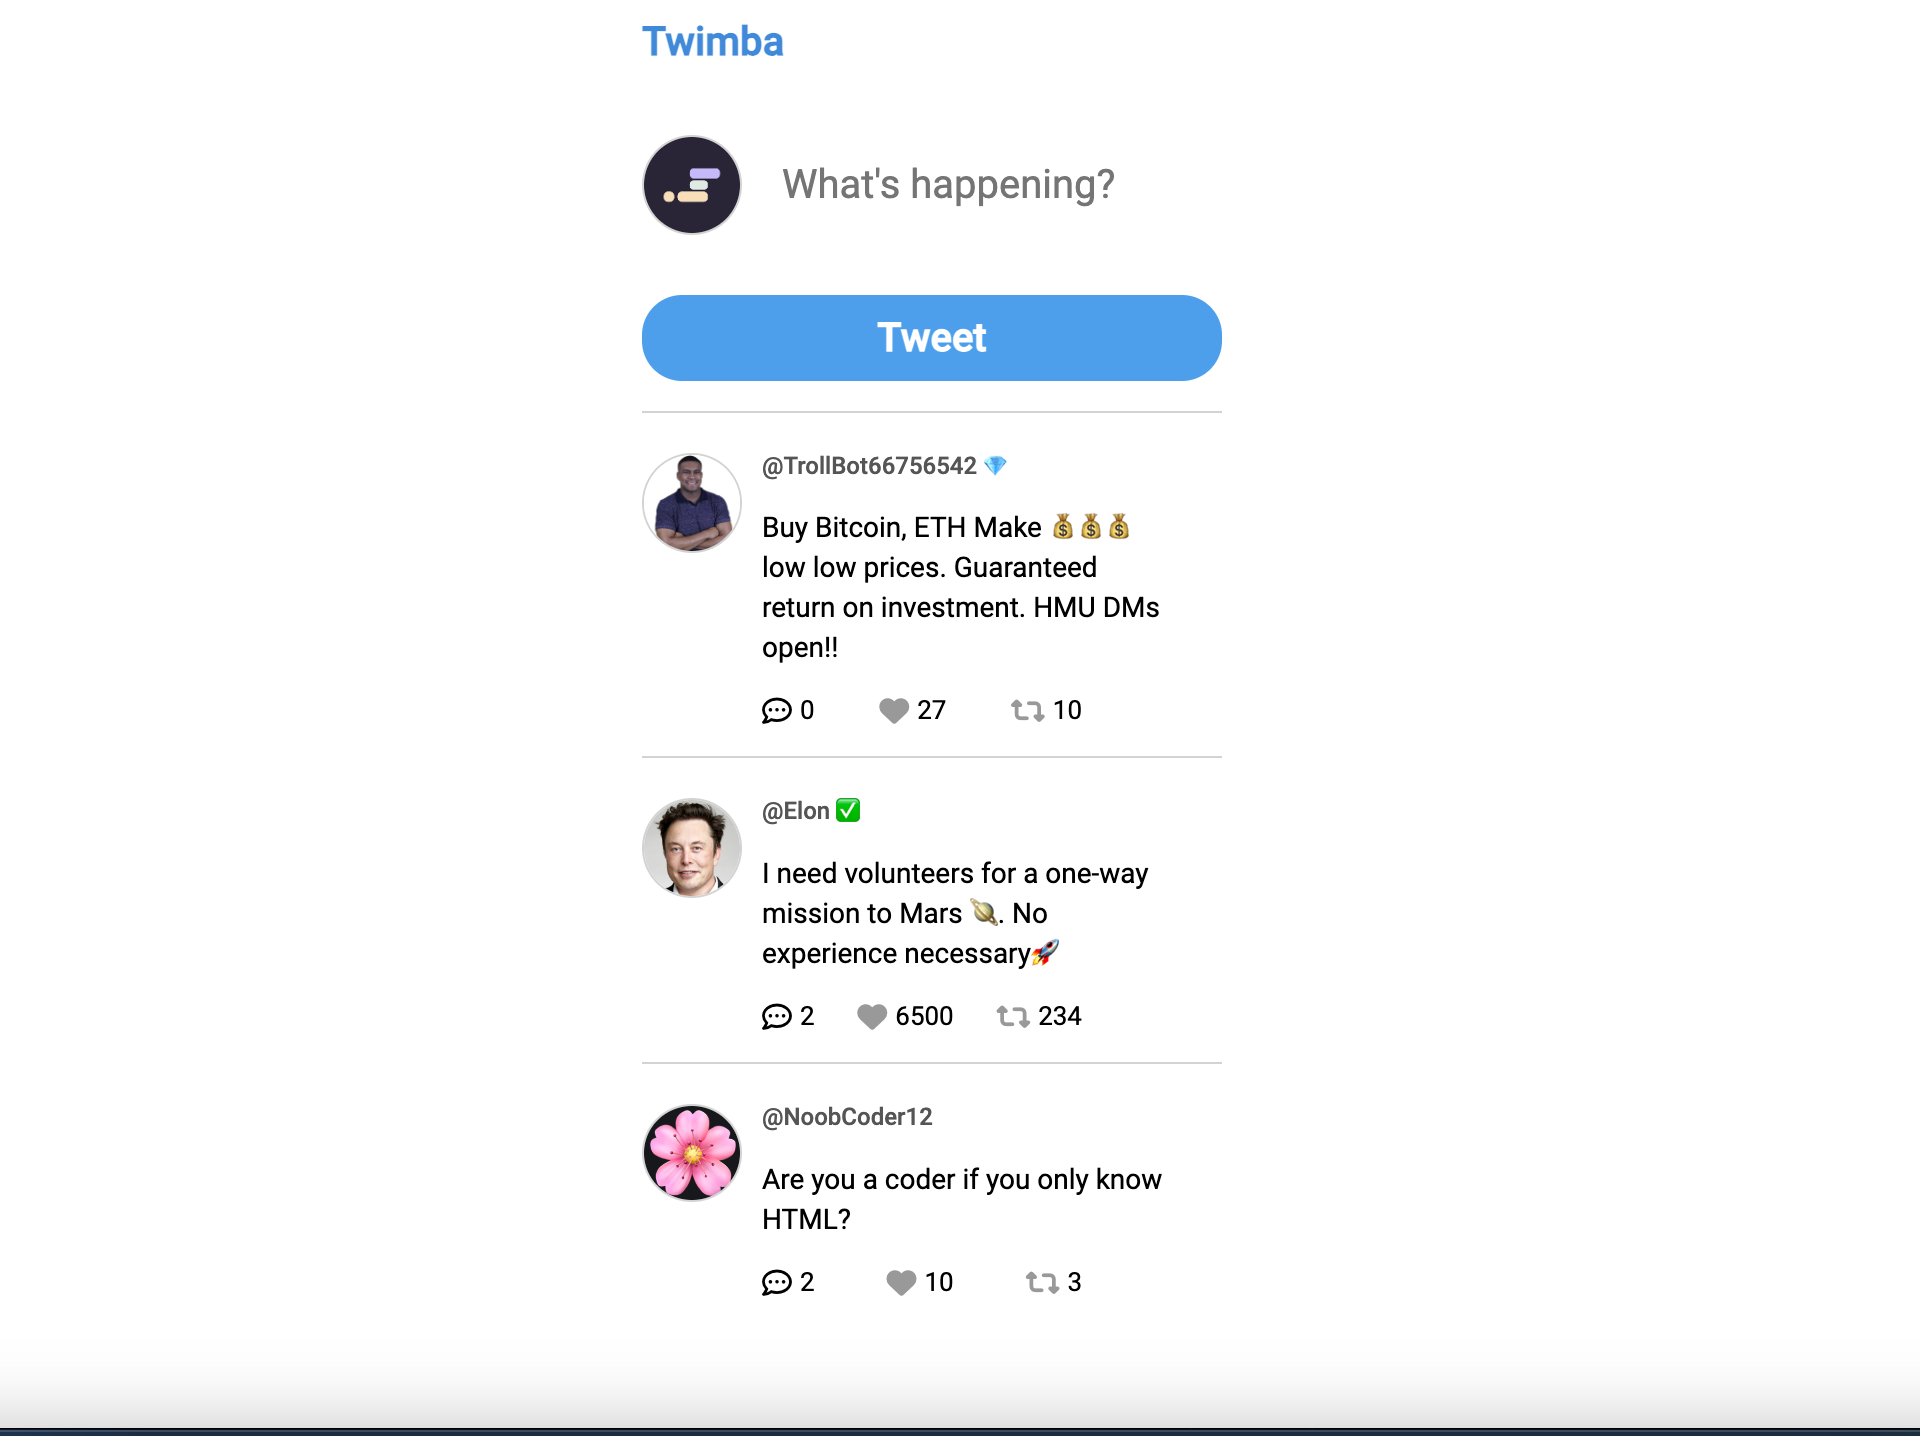 Twimba
What's happening?
Tweet
@TrollBot66756542 💎
Buy Bitcoin, ETH Make 💰💰💰
low low prices. Guaranteed
return on investment. HMU DMs
open!!
0 27 10
@Elon ✅
I need volunteers for a one-way
mission to Mars 🪐. No
experience necessary🚀
2 6500 234
@NoobCoder12
Are you a coder if you only know
HTML?
2 10 3